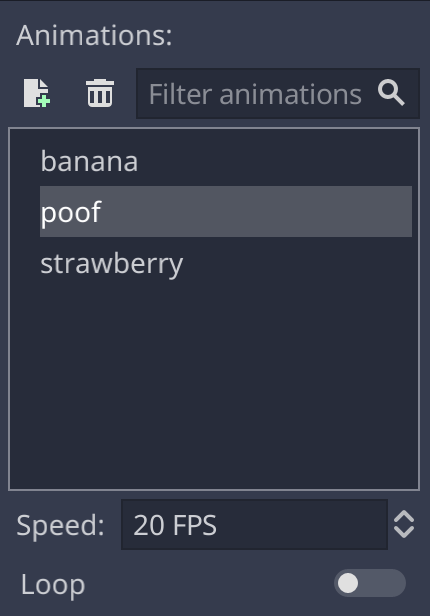 Animations:
Filter animations
banana
poof
strawberry
Speed: 20 FPS
Loop